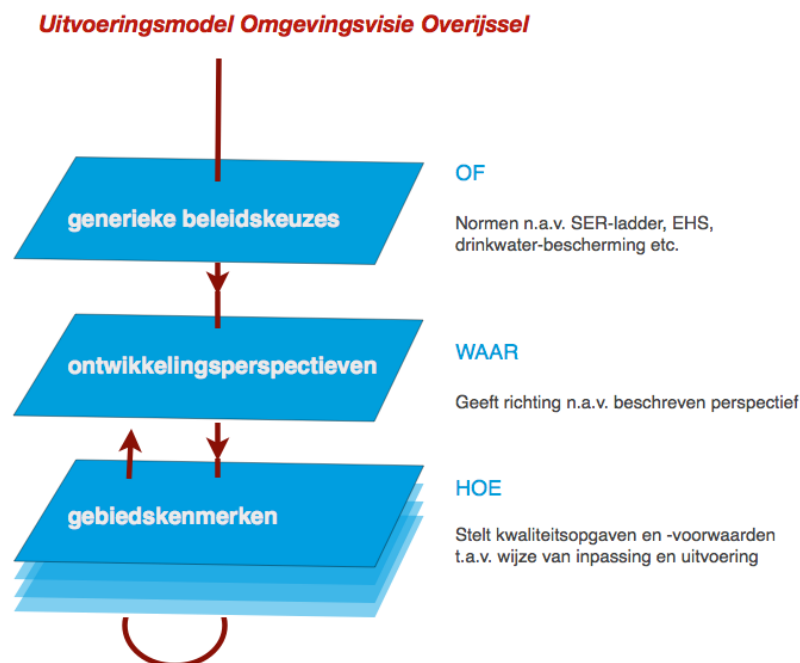 Uitvoeringsmodel Omgevingsvisie Overijssel
generieke beleidskeuzes
OF
Normen n.a.v. SER-ladder, EHS,
drinkwater-bescherming etc.
ontwikkelingsperspectieven
WAAR
Geeft richting n.a.v. beschreven perspectief
gebiedskenmerken
HOE
Stelt kwaliteitsopgaven en -voorwaarden
t.a.v. wijze van inpassing en uitvoering